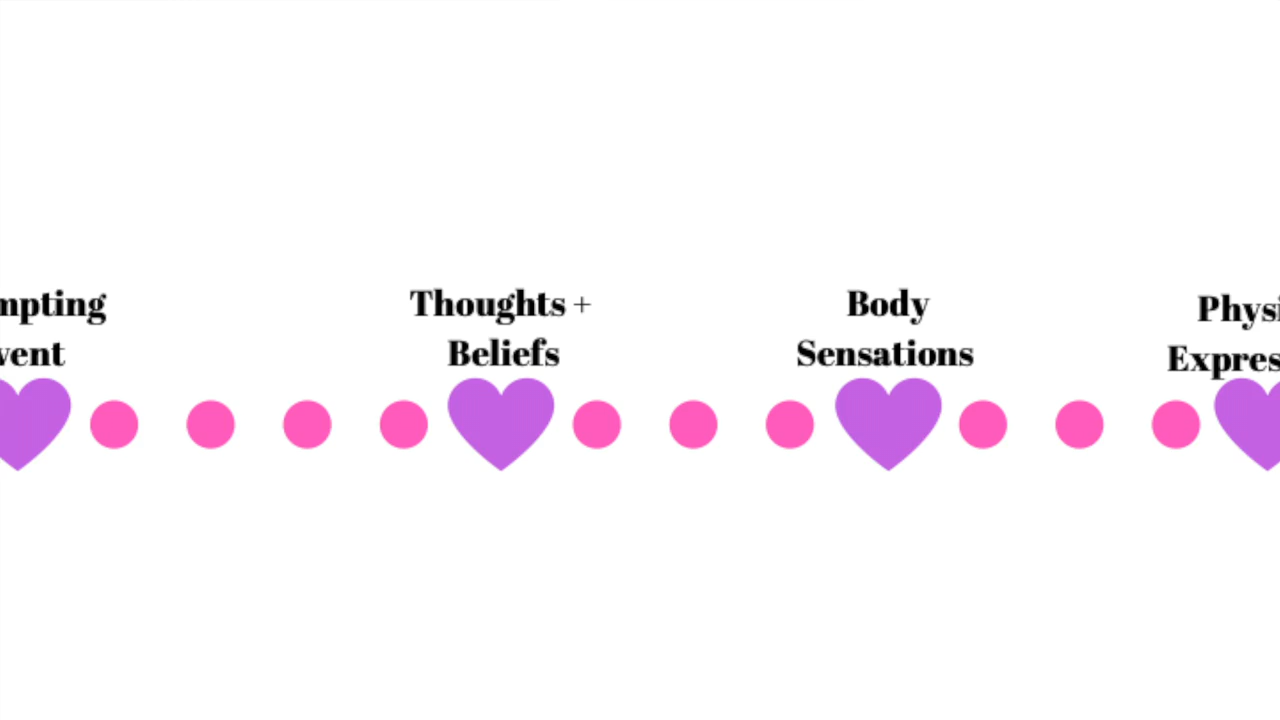 mpting
vent
Thoughts +
Beliefs
Body
Sensations
Physi
Expres